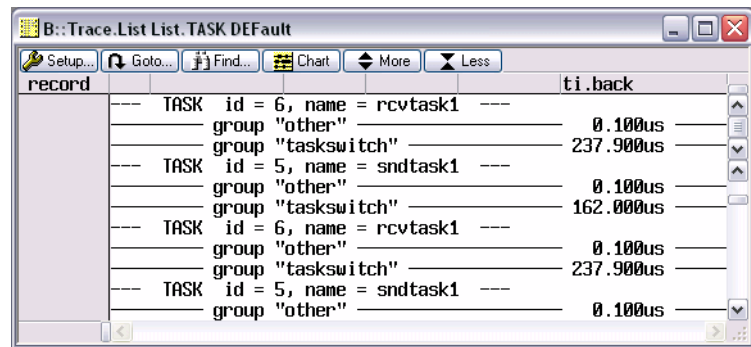 B::Trace.List List.TASK DEFault
Setup... Goto... Find... Chart More Less
record ti.back
--- TASK id = 6, name = rcvtask1 ---
group "other" 0.100us
group "taskswitch" 237.900us
--- TASK id = 5, name = sndtask1 ---
group "other" 0.100us
group "taskswitch" 162.000us
--- TASK id = 6, name = rcvtask1 ---
group "other" 0.100us
group "taskswitch" 237.900us
--- TASK id = 5, name = sndtask1 ---
group "other" 0.100us